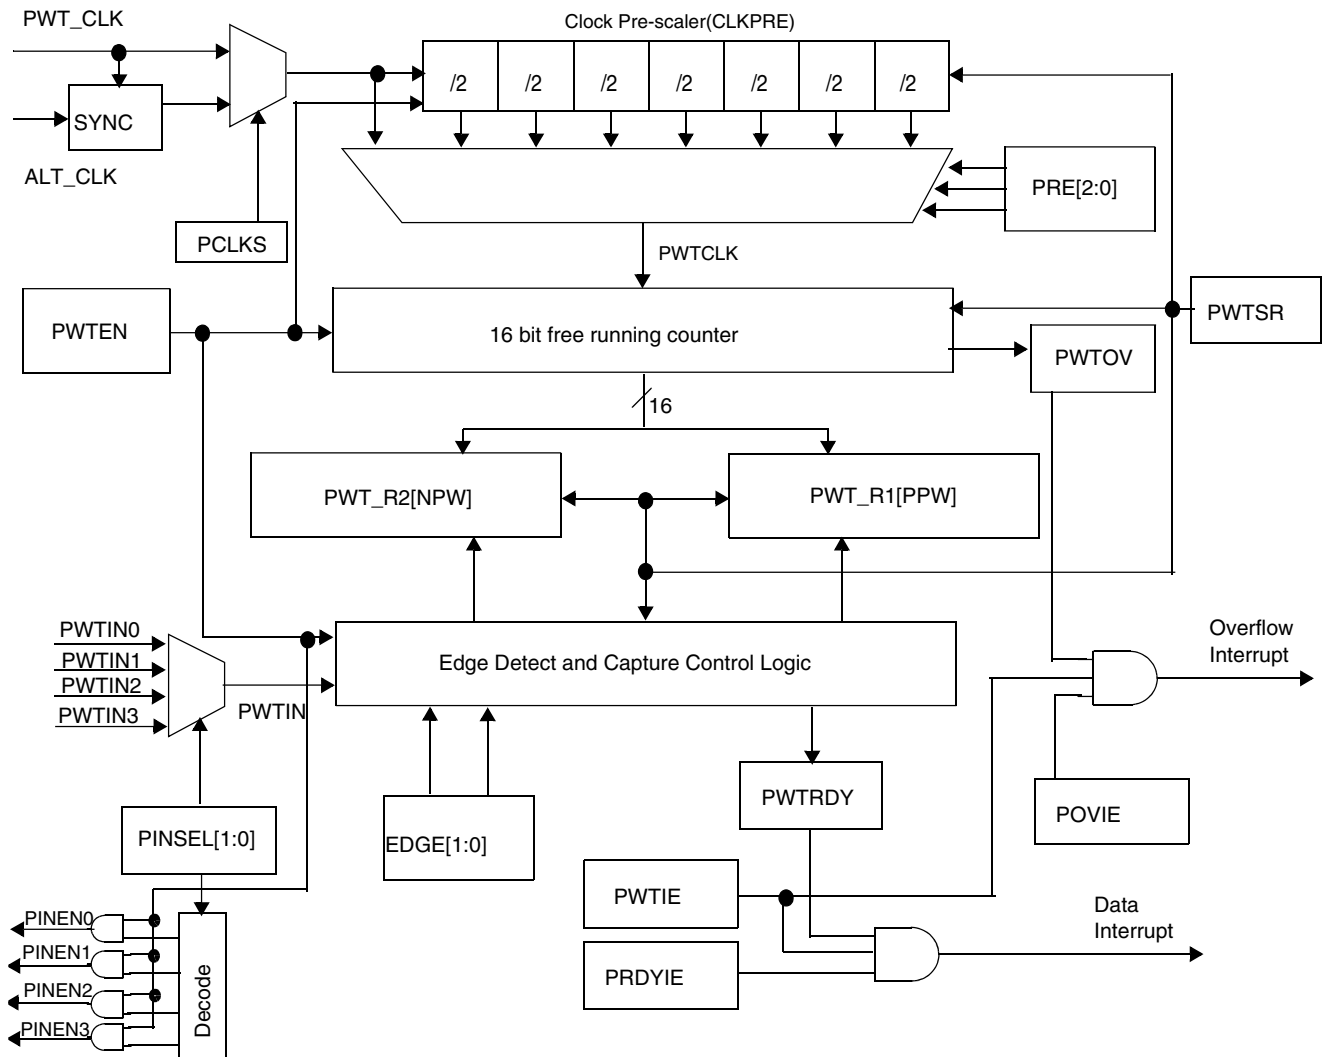 PWT_CLK
Clock Pre-scaler(CLKPRE)
/2 /2 /2 /2 /2 /2 /2
SYNC
ALT_CLK
PRE[2:0]
PCLKS
PWTCLK
PWTEN
16 bit free running counter
PWTSR
PWTOV
16
PWT_R2[NPW]
PWT_R1[PPW]
PWTIN0
PWTIN1
PWTIN2
PWTIN3
PWTIN
Edge Detect and Capture Control Logic
Overflow
Interrupt
PWTRDY
POVIE
PINSEL[1:0]
EDGE[1:0]
PWTIE
Data
Interrupt
PRDYIE
PINEN0
PINEN1
PINEN2
PINEN3
Decode